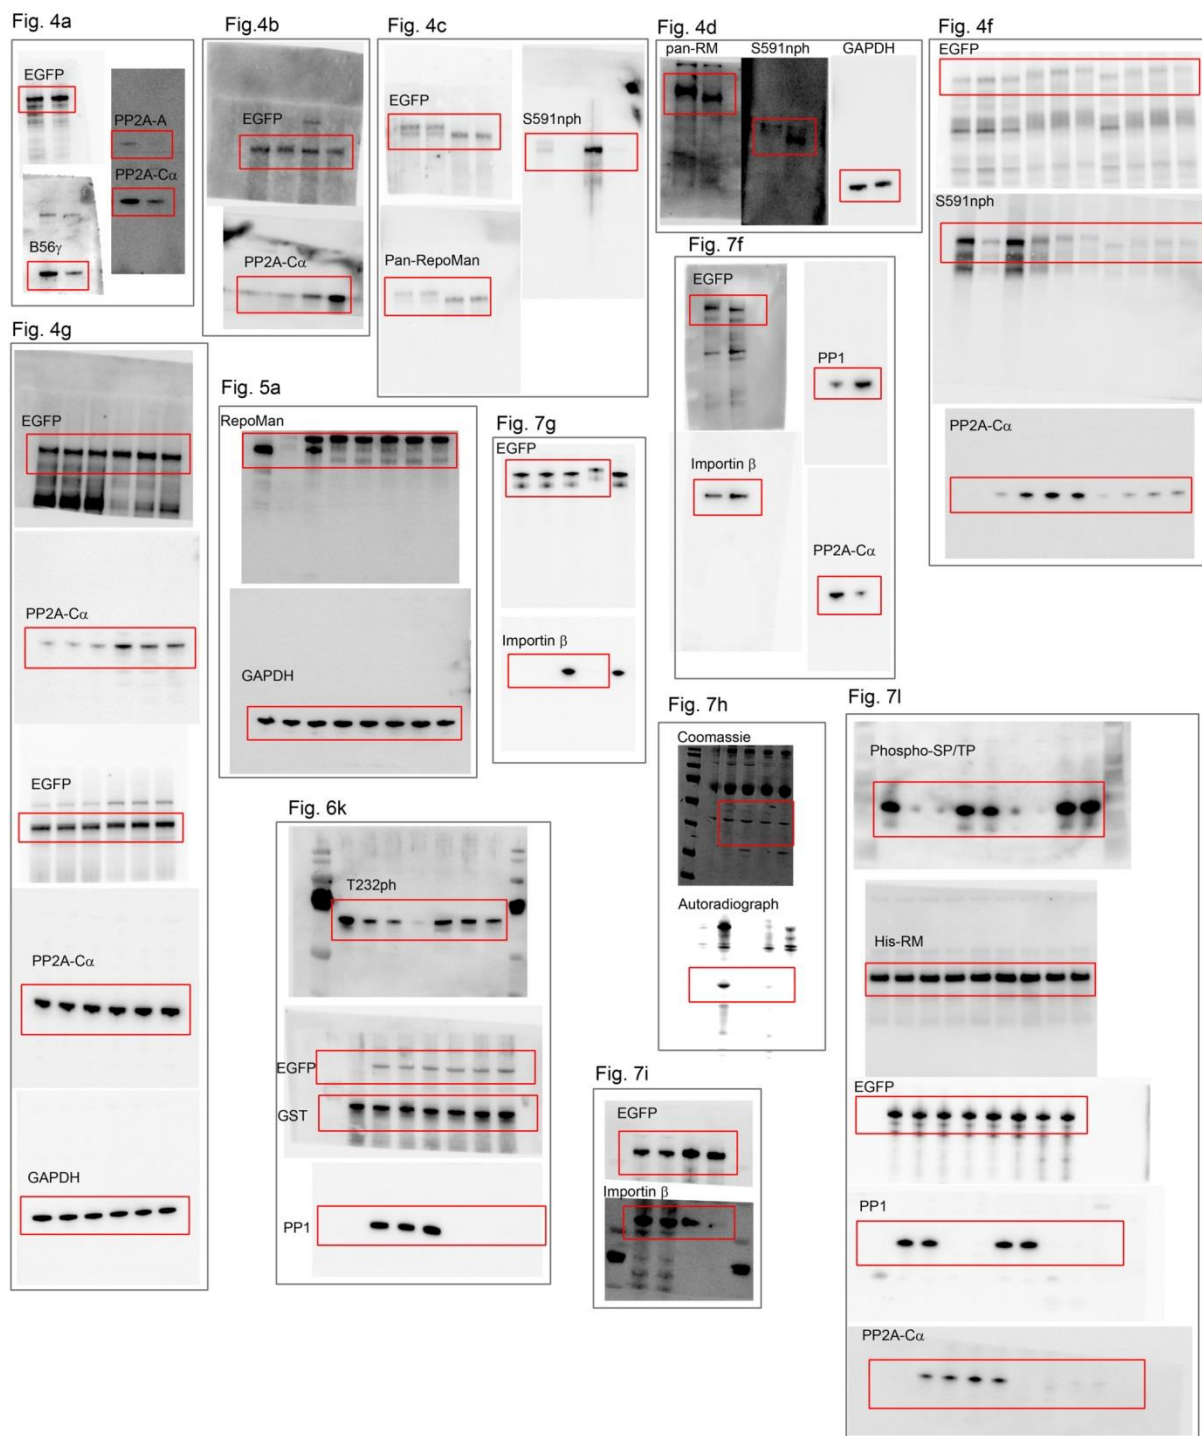 Fig. 4a
EGFP
PP2A-A
PP2A-Cα
B56γ
Fig.4b
EGFP
PP2A-Cα
Fig. 4c
EGFP
S591nph
Pan-RepoMan
Fig. 4d
pan-RM
S591nph
GAPDH
Fig. 4f
EGFP
S591nph
PP2A-Cα
Fig. 4g
EGFP
PP2A-Cα
EGFP
PP2A-Cα
GAPDH
Fig. 5a
RepoMan
GAPDH
Fig. 7g
EGFP
Importin β
Fig. 7f
EGFP
PP1
Importin β
PP2A-Cα
Fig. 6k
T232ph
EGFP
GST
PP1
Fig. 7h
Coomassie
Autoradiograph
Fig. 7i
EGFP
Importin β
Fig. 7l
Phospho-SP/TP
His-RM
EGFP
PP1
PP2A-Cα